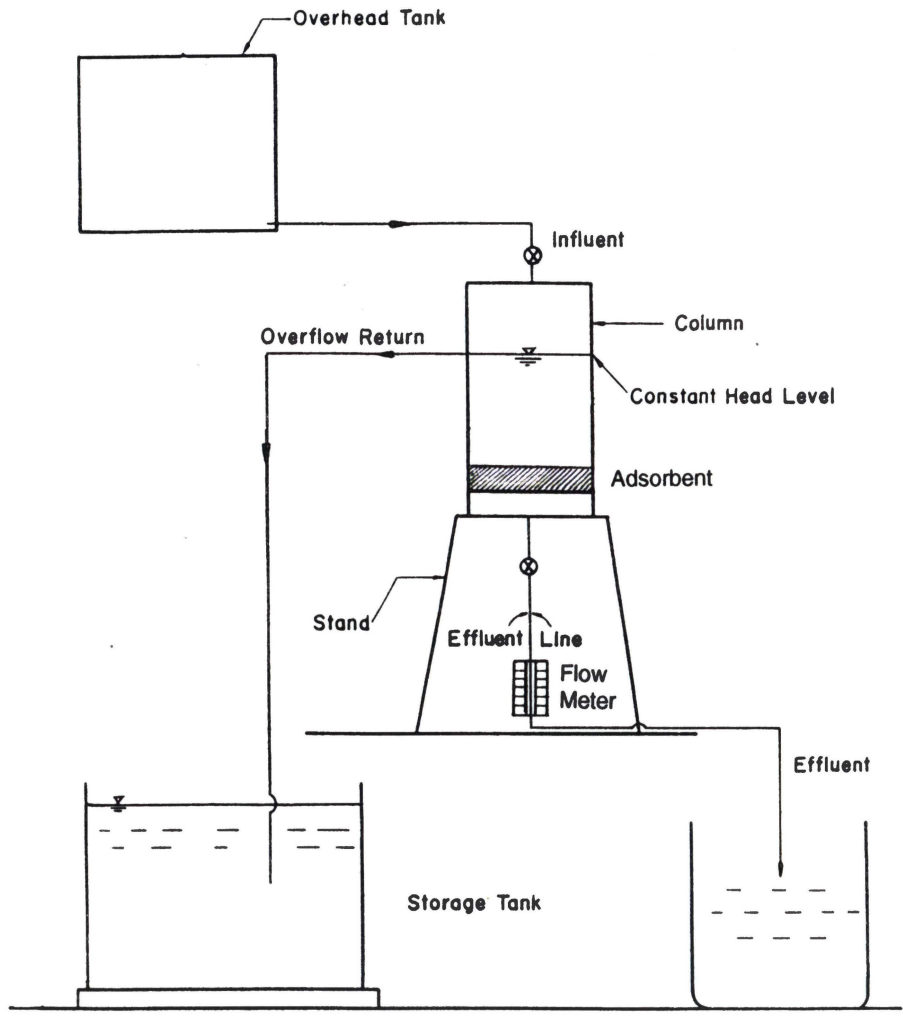 Overhead Tank
Influent
Column
Overflow Return
Constant Head Level
Adsorbent
Stand
Effluent Line
Flow
Meter
Effluent
Storage Tank